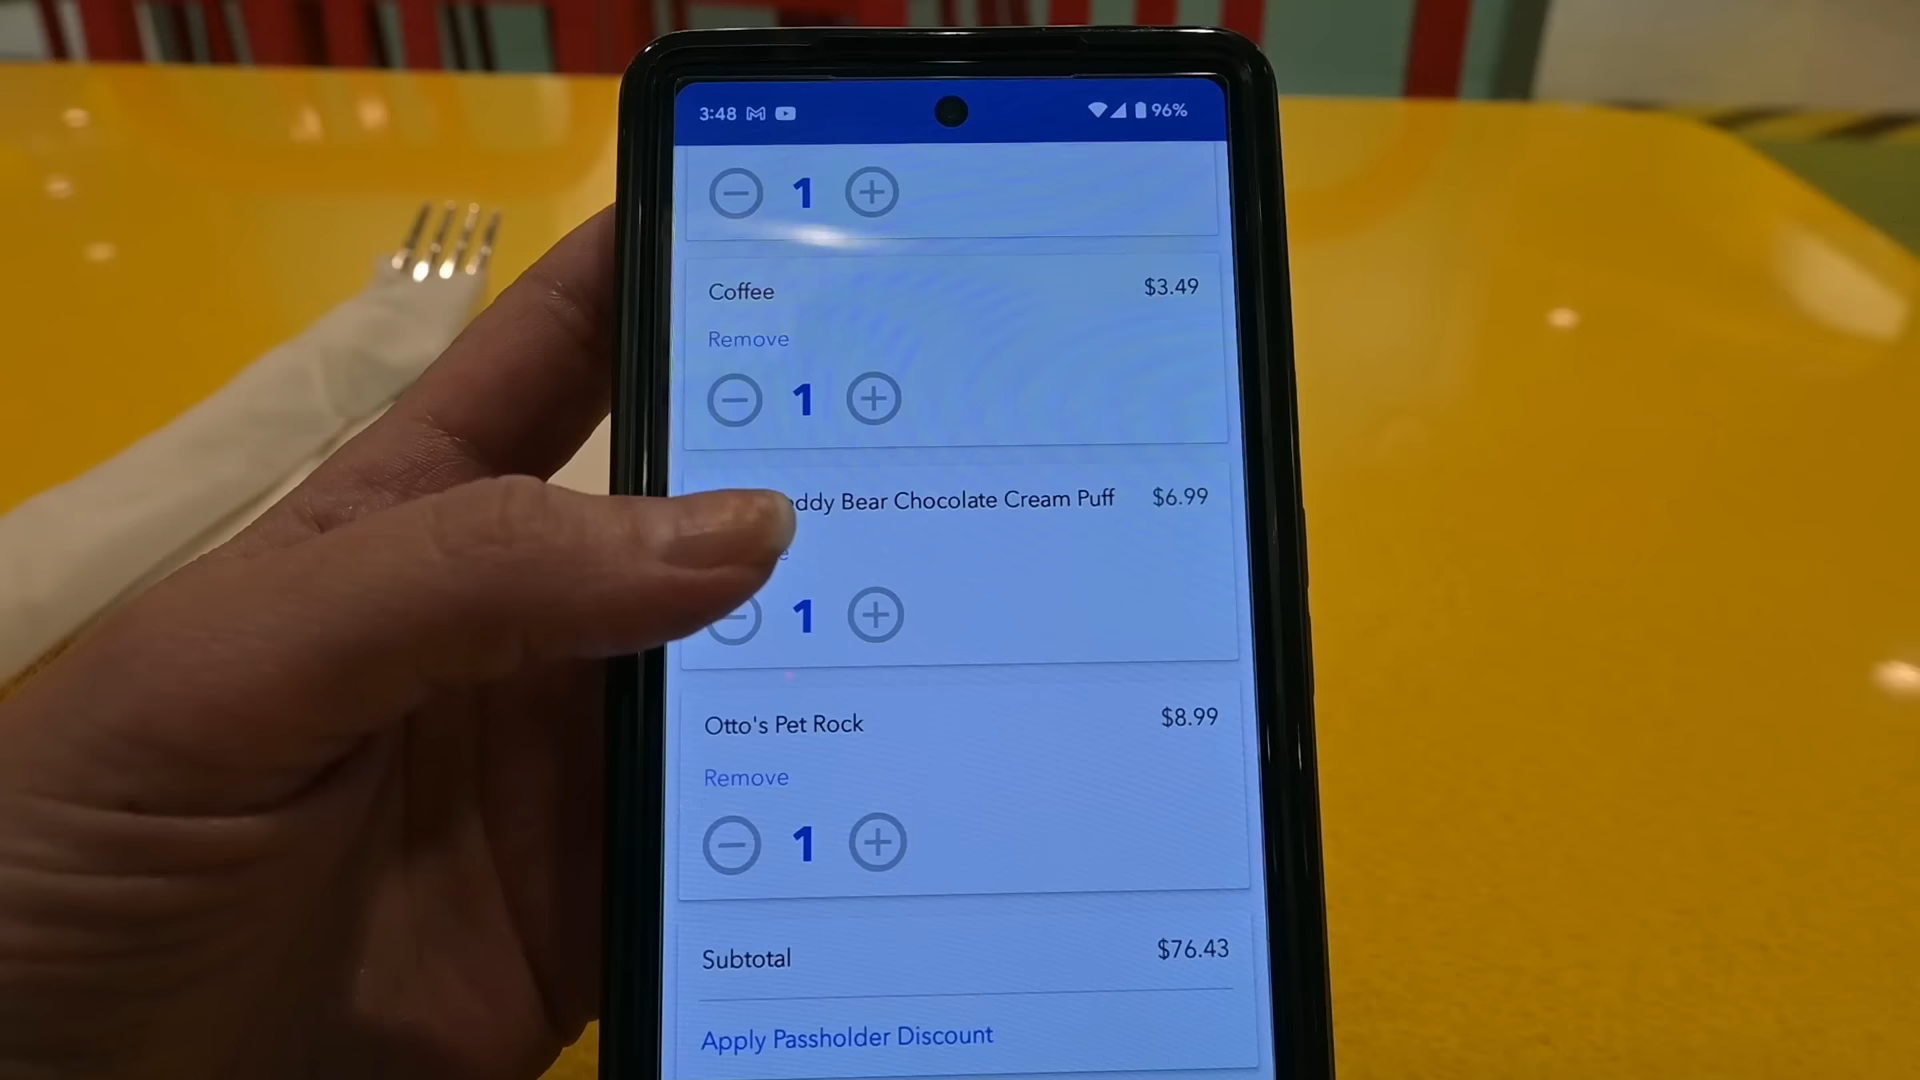 3:48 96%
1
Coffee $3.49
Remove
1
Bear Chocolate Cream Puff $6.99
1
Otto's Pet Rock $8.99
Remove
1
Subtotal $76.43
Apply Passholder Discount